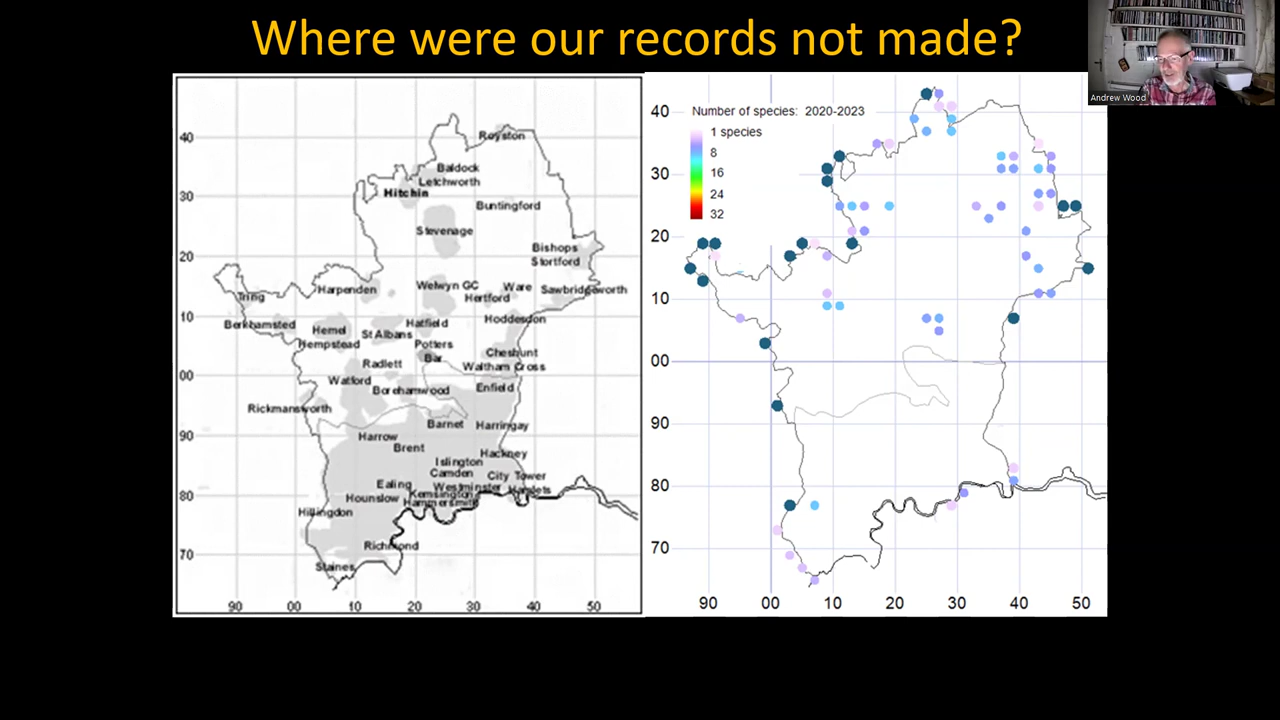 Where were our records not made?
Andrew Wood
40
Royston
Baldock
Letchworth
30
Hitchin
Buntingford
Stevenage
Bishops
Stortford
20
Tring
Harpenden
Welwyn GC
Ware
Sawbridgeworth
Hertford
10
Berkhamsted
Hemel
Hempstead
St Albans
Hatfield
Hoddesdon
Potters
Bar
Cheshunt
Radlett
Waltham Cross
00
Watford
Borehamwood
Enfield
Rickmansworth
Barnet
Harringay
90
Harrow
Brent
Hackney
Islington
Camden
City
Tower
Hamlets
Ealing
Westminster
Kensington
80
Hounslow
Hammersmith
Hillingdon
70
Richmond
Staines
90 00 10 20 30 40 50
Number of species: 2020-2023
1 species
8
16
24
32
40
30
20
10
00
90
80
70
90 00 10 20 30 40 50